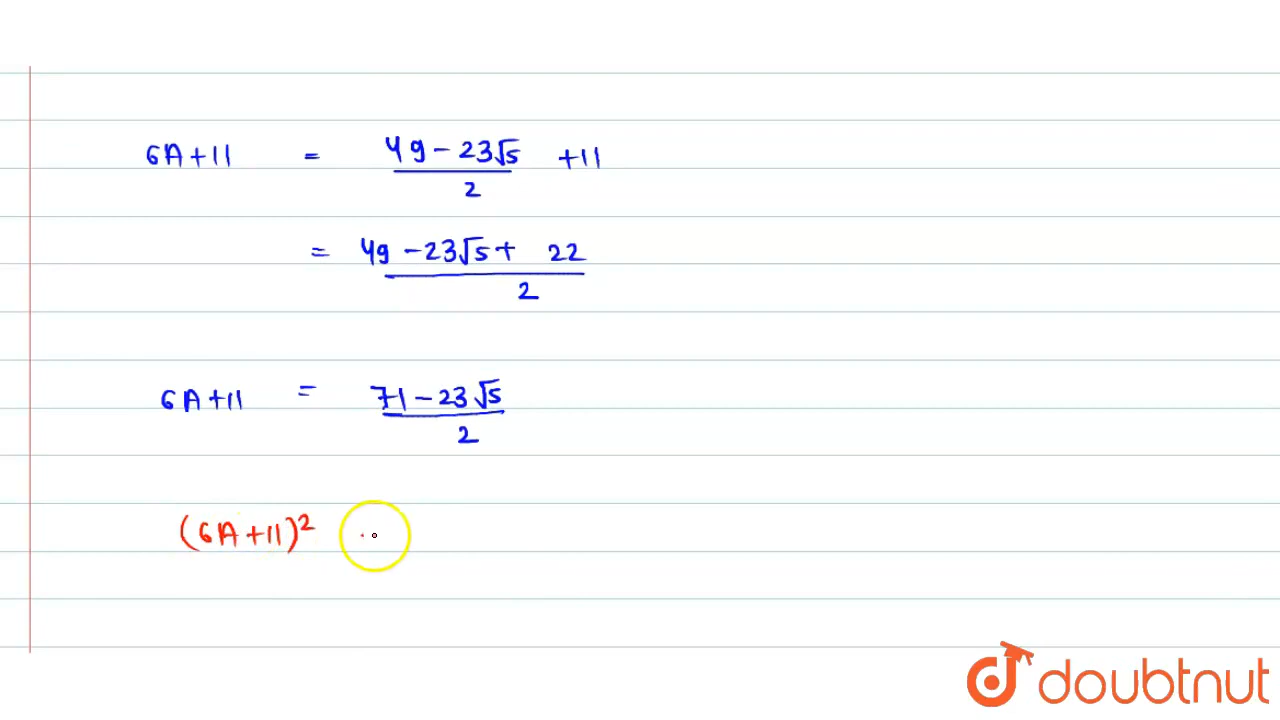 6A+11 = 49-23√5 +11
2
= 49-23√5+ 22
2
6A+11 = 71-23√5
2
(6A+11)²
doubtnut